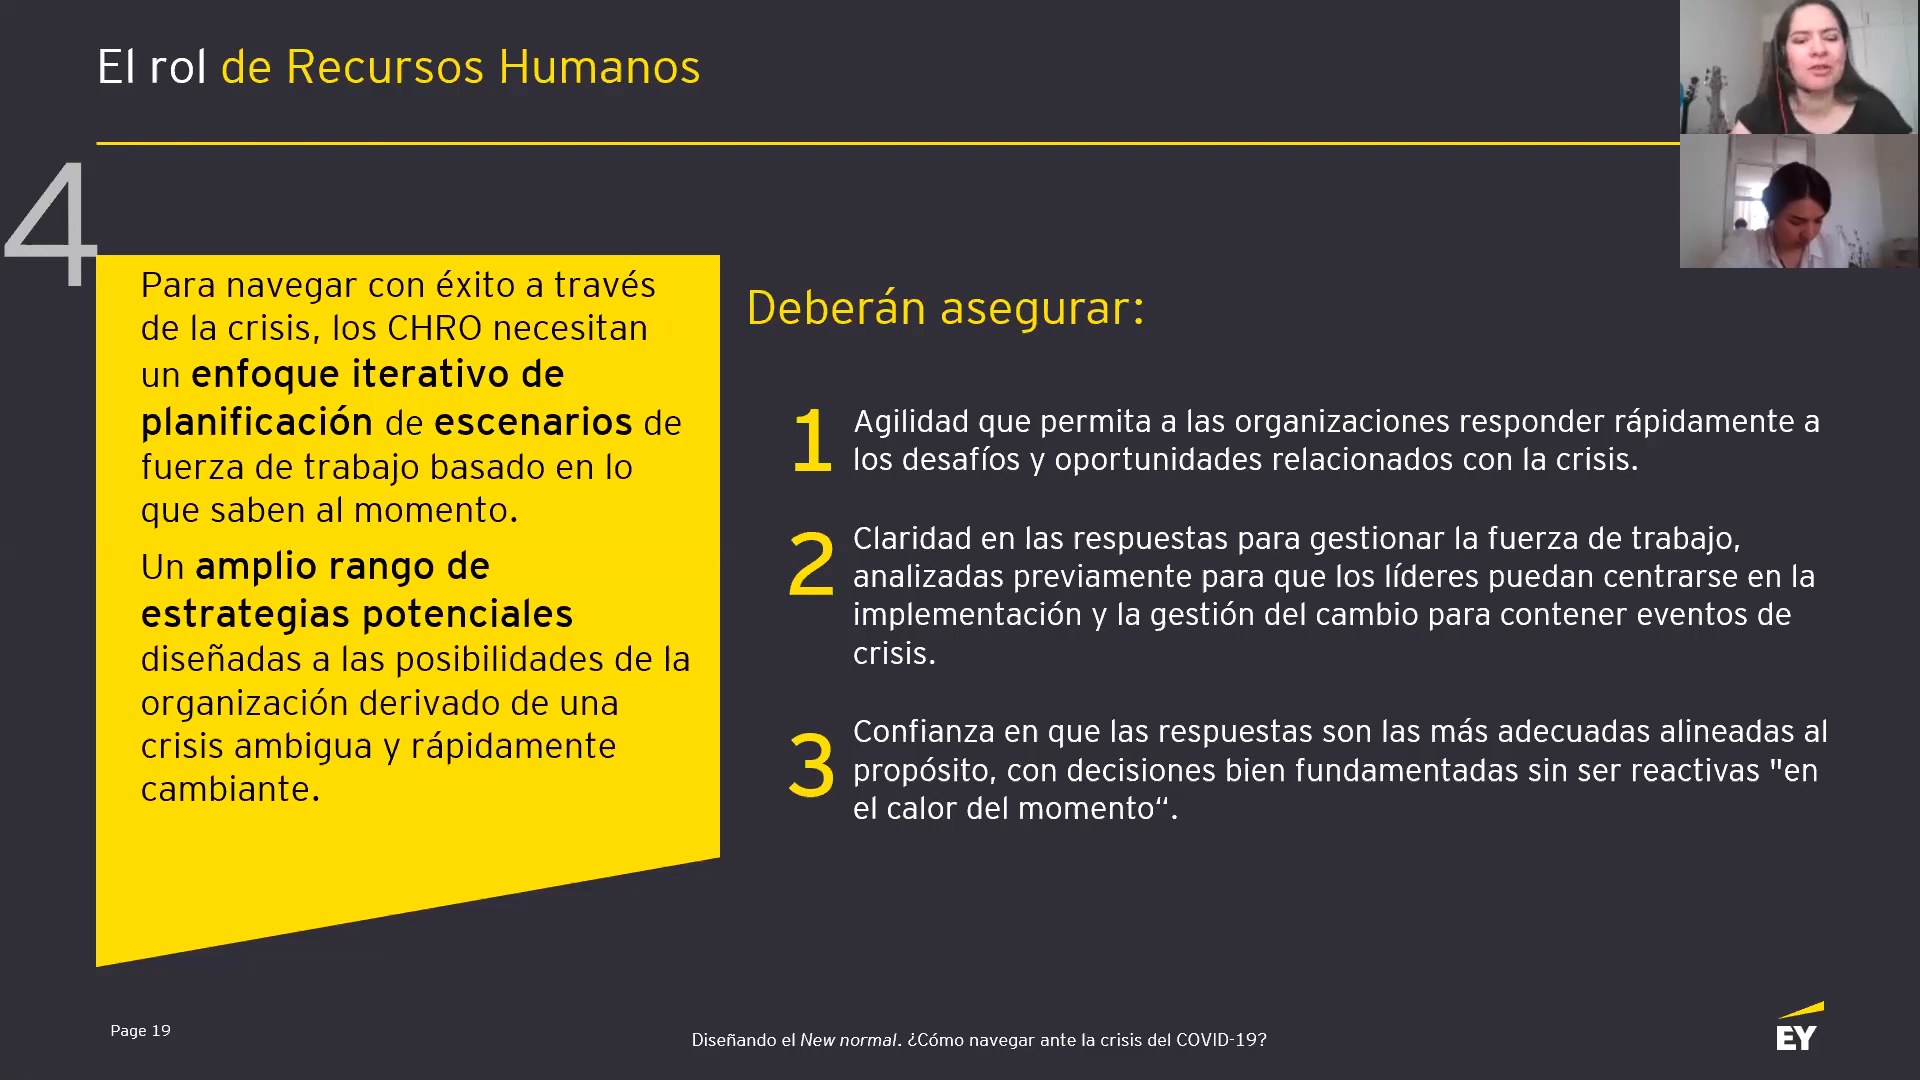 El rol de Recursos Humanos
4
Para navegar con éxito a través
de la crisis, los CHRO necesitan
un enfoque iterativo de
planificación de escenarios de
fuerza de trabajo basado en lo
que saben al momento.
Un amplio rango de
estrategias potenciales
diseñadas a las posibilidades de la
organización derivado de una
crisis ambigua y rápidamente
cambiante.
Deberán asegurar:
1
Agilidad que permita a las organizaciones responder rápidamente a
los desafíos y oportunidades relacionados con la crisis.
2
Claridad en las respuestas para gestionar la fuerza de trabajo,
analizadas previamente para que los líderes puedan centrarse en la
implementación y la gestión del cambio para contener eventos de
crisis.
3
Confianza en que las respuestas son las más adecuadas alineadas al
propósito, con decisiones bien fundamentadas sin ser reactivas "en
el calor del momento“.
Page 19
Diseñando el New normal. ¿Cómo navegar ante la crisis del COVID-19?
EY